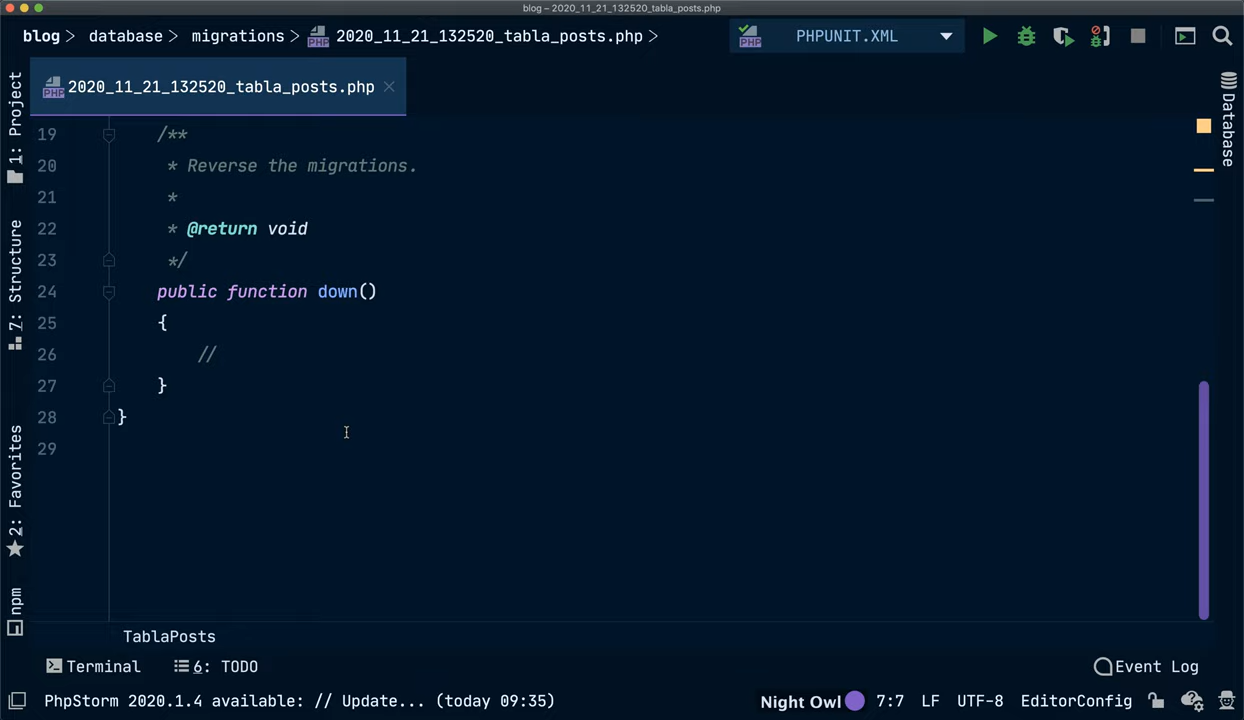 blog – 2020_11_21_132520_tabla_posts.php
blog > database > migrations > 2020_11_21_132520_tabla_posts.php > PHPUNIT.XML
2020_11_21_132520_tabla_posts.php
1: Project
7: Structure
2: Favorites
npm
Database
19 /**
20 * Reverse the migrations.
21 *
22 * @return void
23 */
24 public function down()
25 {
26 //
27 }
28 }
29
TablaPosts
Terminal 6: TODO Event Log
PhpStorm 2020.1.4 available: // Update... (today 09:35) Night Owl 7:7 LF UTF-8 EditorConfig